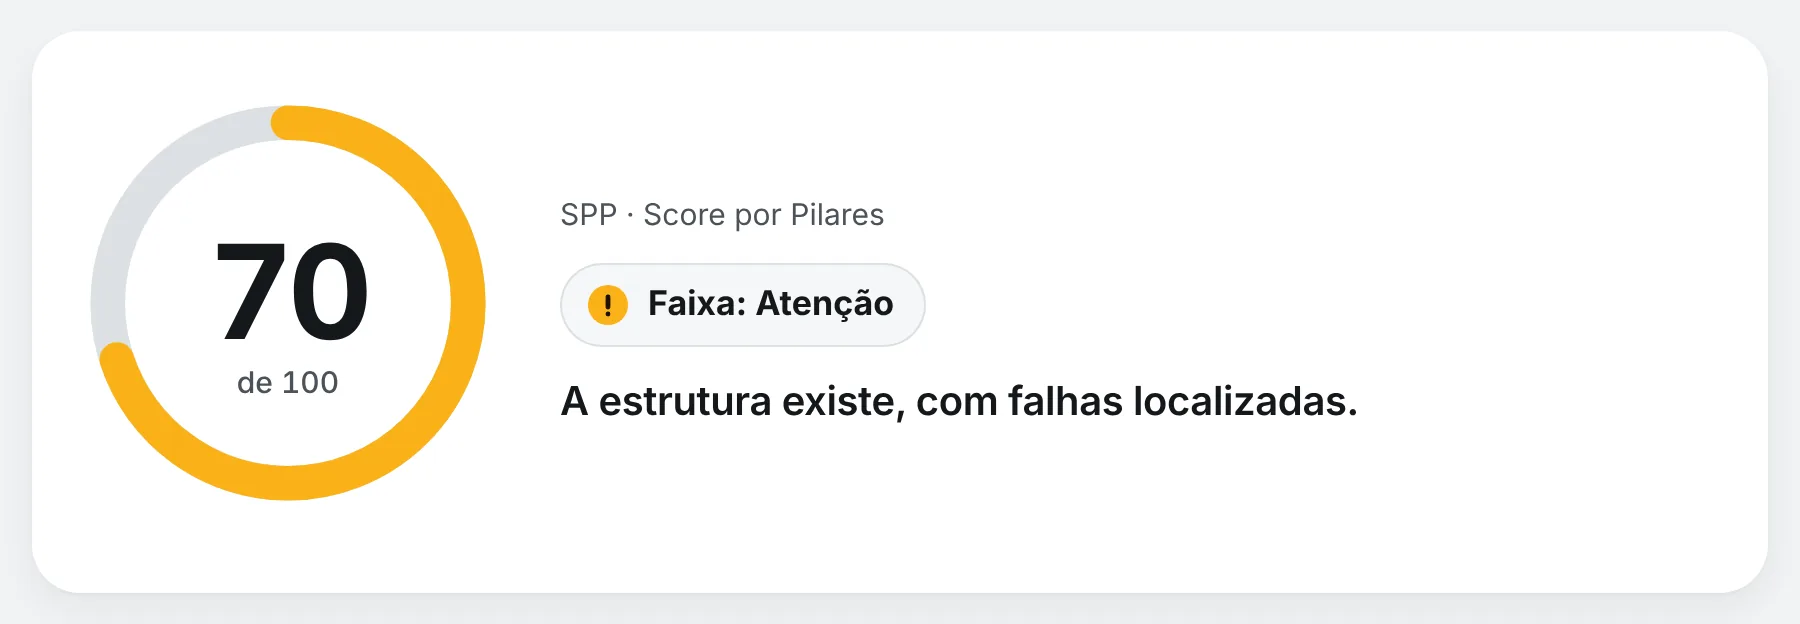 70
de 100
SPP · Score por Pilares
Faixa: Atenção
A estrutura existe, com falhas localizadas.